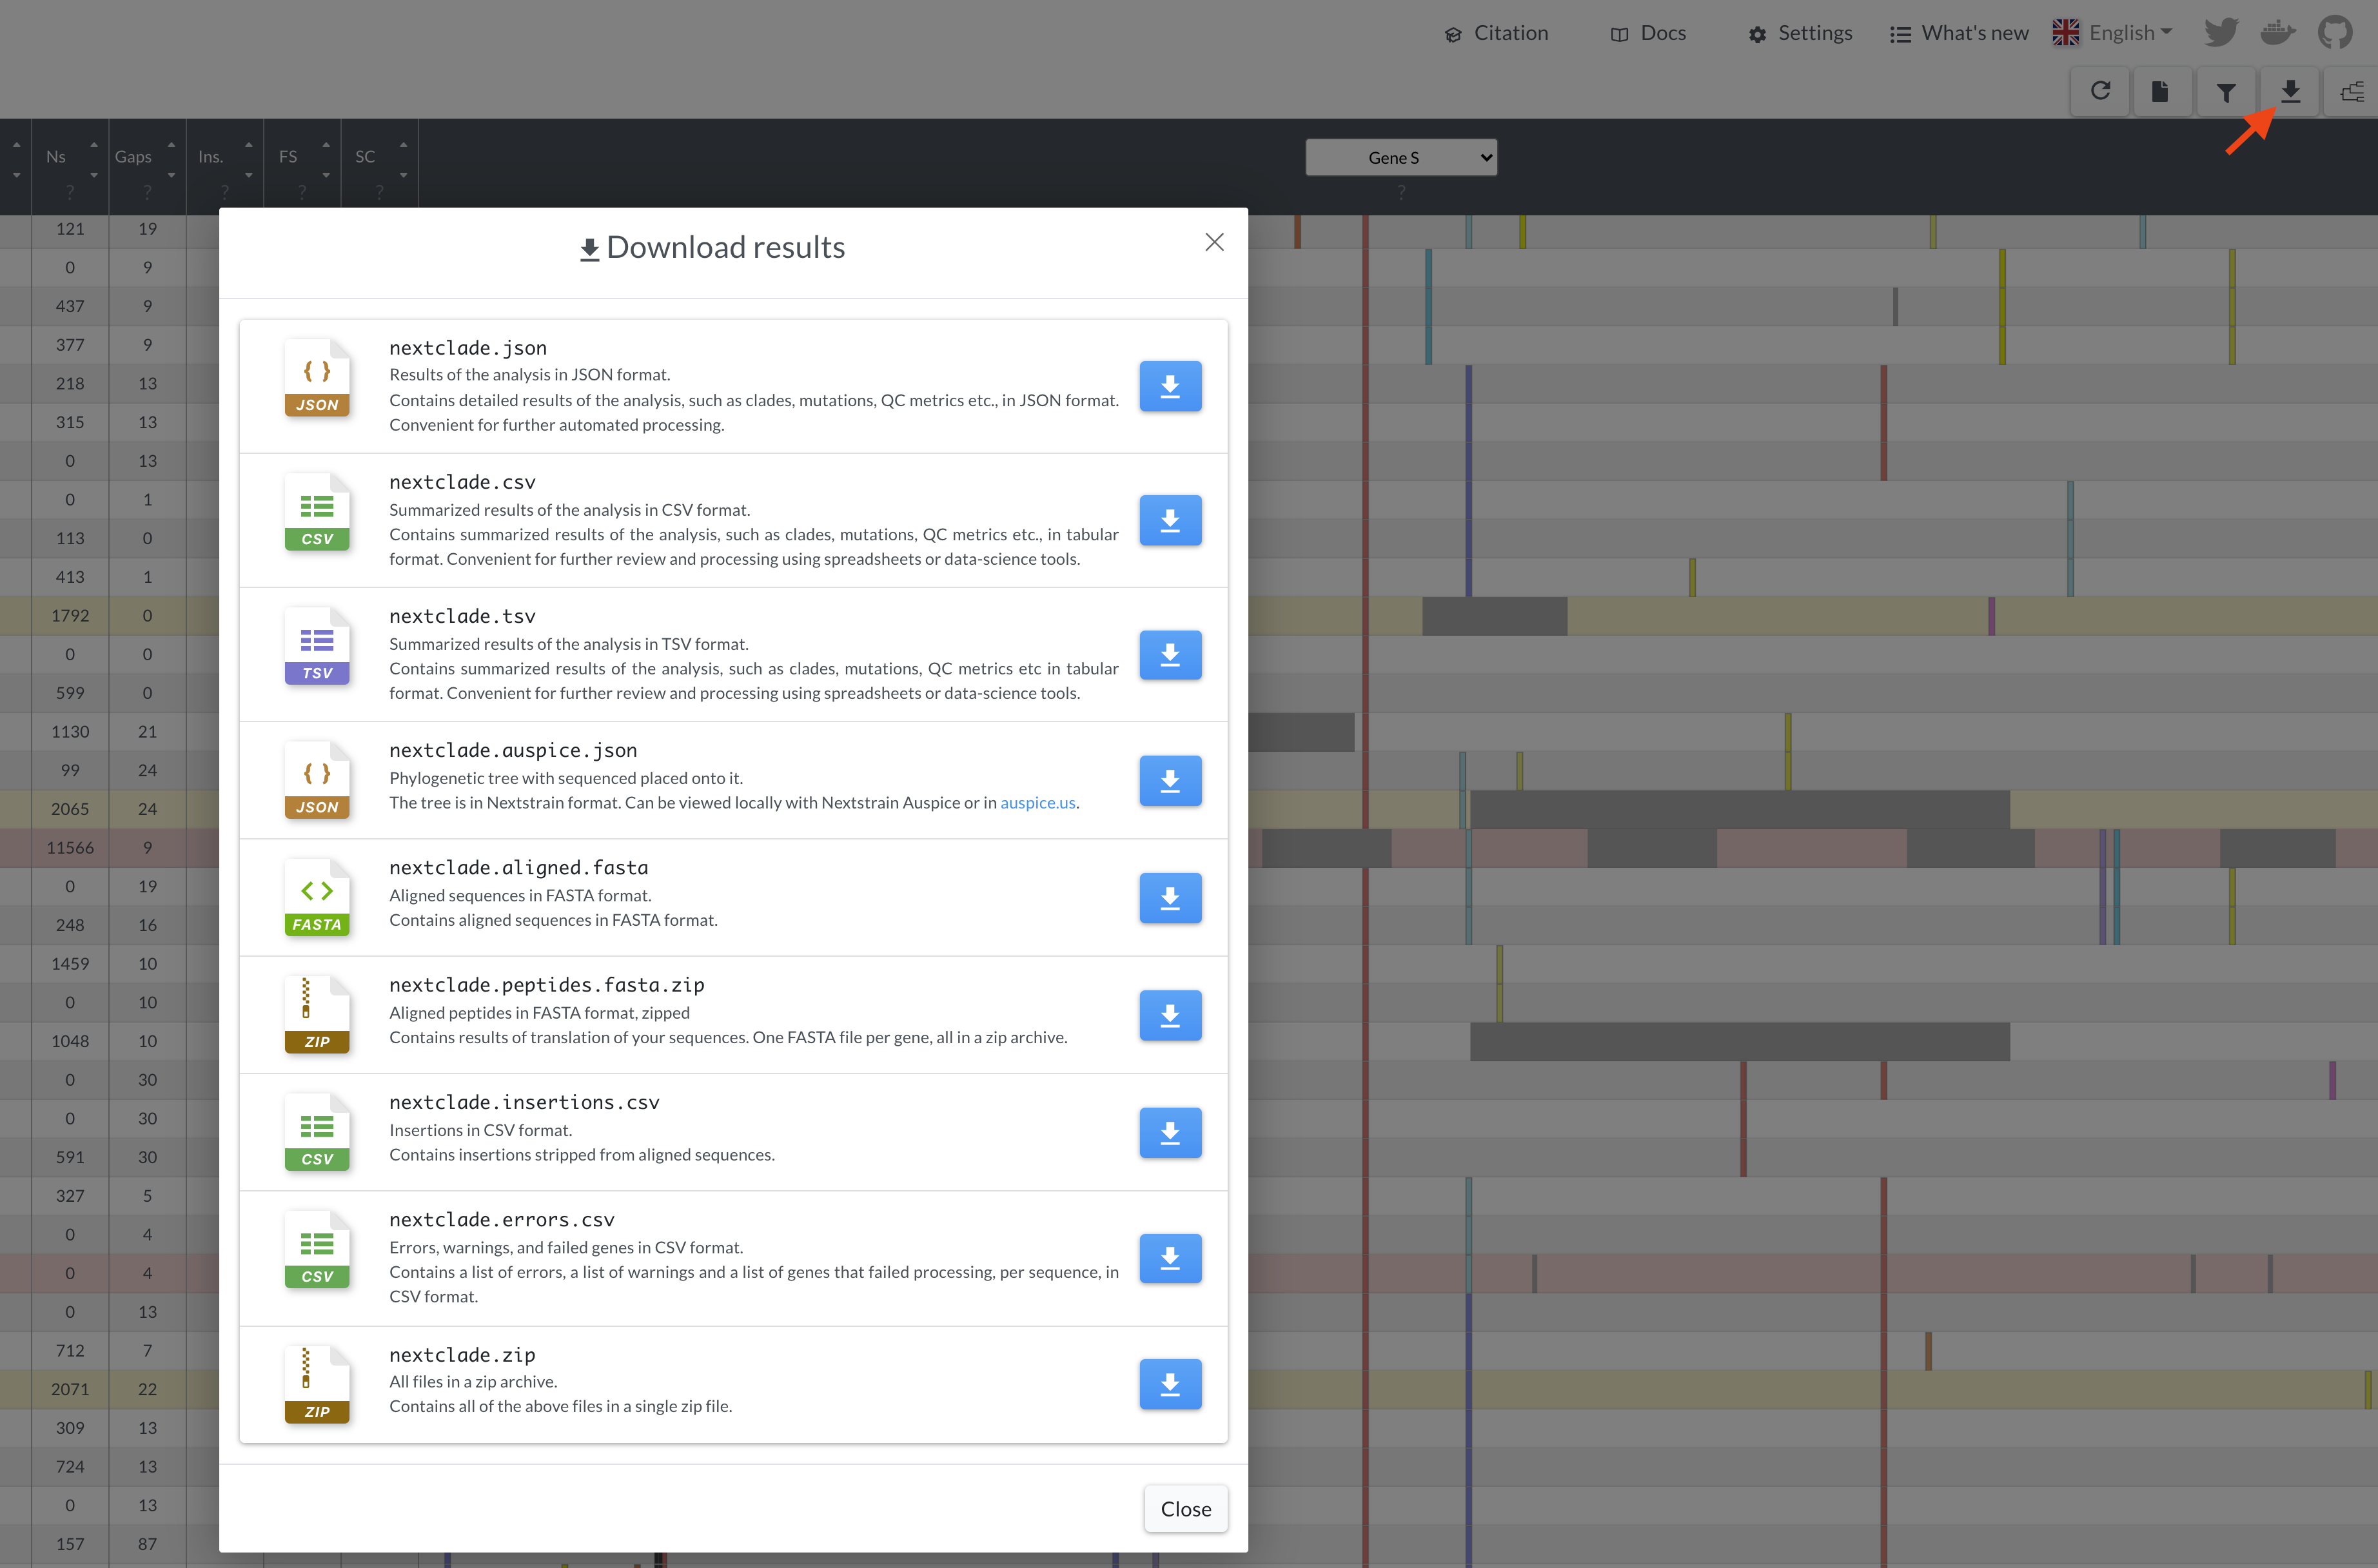 Citation Docs Settings What's new English
Ns Gaps Ins. FS SC Gene S
? ? ? ? ? ?
Download results
nextclade.json
Results of the analysis in JSON format.
Contains detailed results of the analysis, such as clades, mutations, QC metrics etc., in JSON format.
Convenient for further automated processing.
JSON
nextclade.csv
Summarized results of the analysis in CSV format.
Contains summarized results of the analysis, such as clades, mutations, QC metrics etc., in tabular
format. Convenient for further review and processing using spreadsheets or data-science tools.
CSV
nextclade.tsv
Summarized results of the analysis in TSV format.
Contains summarized results of the analysis, such as clades, mutations, QC metrics etc in tabular
format. Convenient for further review and processing using spreadsheets or data-science tools.
TSV
nextclade.auspice.json
Phylogenetic tree with sequenced placed onto it.
The tree is in Nextstrain format. Can be viewed locally with Nextstrain Auspice or in auspice.us.
JSON
nextclade.aligned.fasta
Aligned sequences in FASTA format.
Contains aligned sequences in FASTA format.
FASTA
nextclade.peptides.fasta.zip
Aligned peptides in FASTA format, zipped
Contains results of translation of your sequences. One FASTA file per gene, all in a zip archive.
ZIP
nextclade.insertions.csv
Insertions in CSV format.
Contains insertions stripped from aligned sequences.
CSV
nextclade.errors.csv
Errors, warnings, and failed genes in CSV format.
Contains a list of errors, a list of warnings and a list of genes that failed processing, per sequence, in
CSV format.
CSV
nextclade.zip
All files in a zip archive.
Contains all of the above files in a single zip file.
ZIP
Close
121 19
0 9
437 9
377 9
218 13
315 13
0 13
0 1
113 0
413 1
1792 0
0 0
599 0
1130 21
99 24
2065 24
11566 9
0 19
248 16
1459 10
0 10
1048 10
0 30
0 30
591 30
327 5
0 4
0 4
0 13
712 7
2071 22
309 13
724 13
0 13
157 87